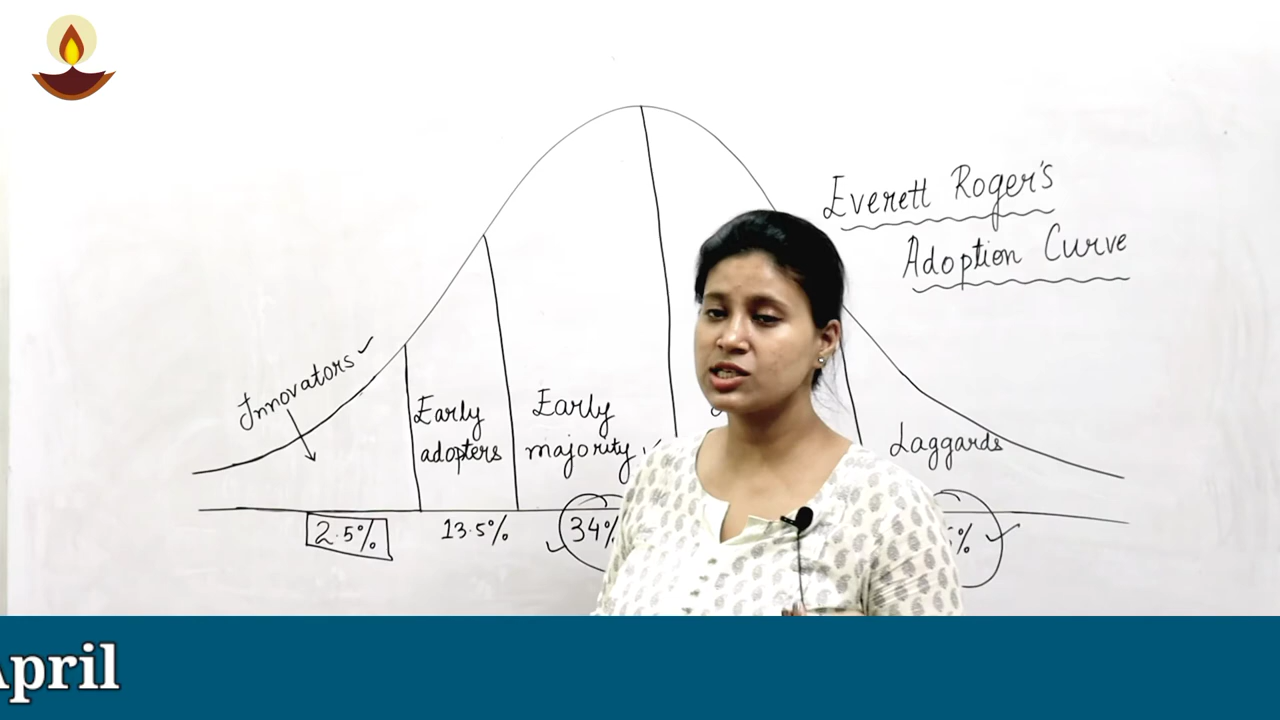 Everett Roger's
Adoption Curve
Innovators
Early
adopters
Early
majority
Laggards
2.5%
13.5%
34%
%
April